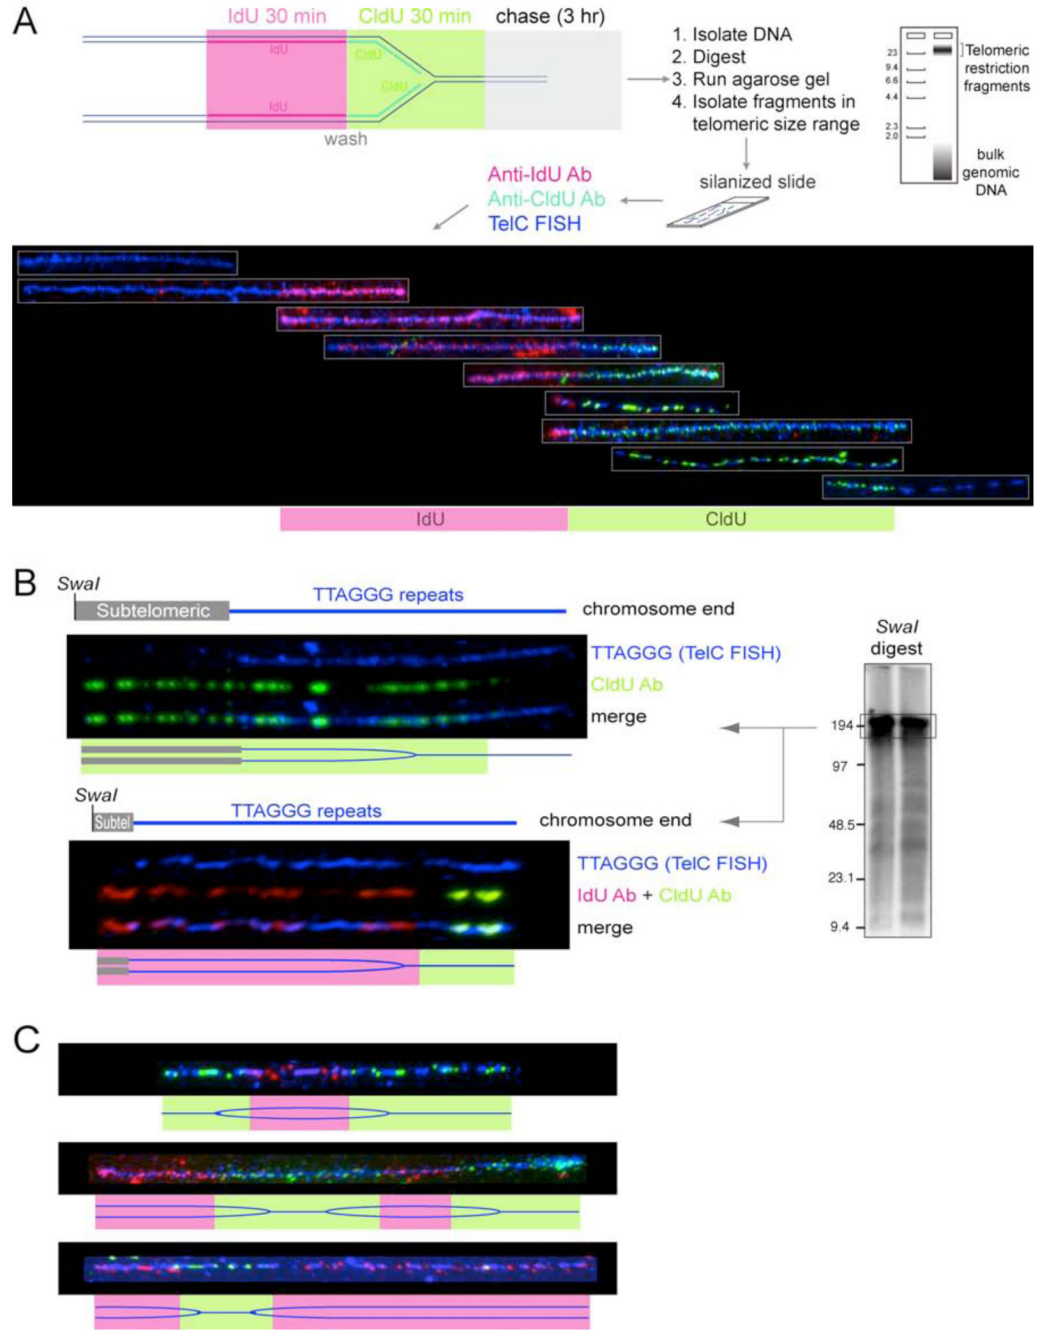 A
IdU 30 min
CldU 30 min
chase (3 hr)
IdU
CldU
CldU
IdU
wash
1. Isolate DNA
2. Digest
3. Run agarose gel
4. Isolate fragments in
telomeric size range
23
9.4
6.6
4.4
2.3
2.0
Telomeric
restriction
fragments
bulk
genomic
DNA
silanized slide
Anti-IdU Ab
Anti-CldU Ab
TelC FISH
IdU
CldU
B
SwaI
Subtelomeric
TTAGGG repeats
chromosome end
TTAGGG (TelC FISH)
CldU Ab
merge
SwaI
Subtel
TTAGGG repeats
chromosome end
TTAGGG (TelC FISH)
IdU Ab + CldU Ab
merge
SwaI
digest
194
97
48.5
23.1
9.4
C